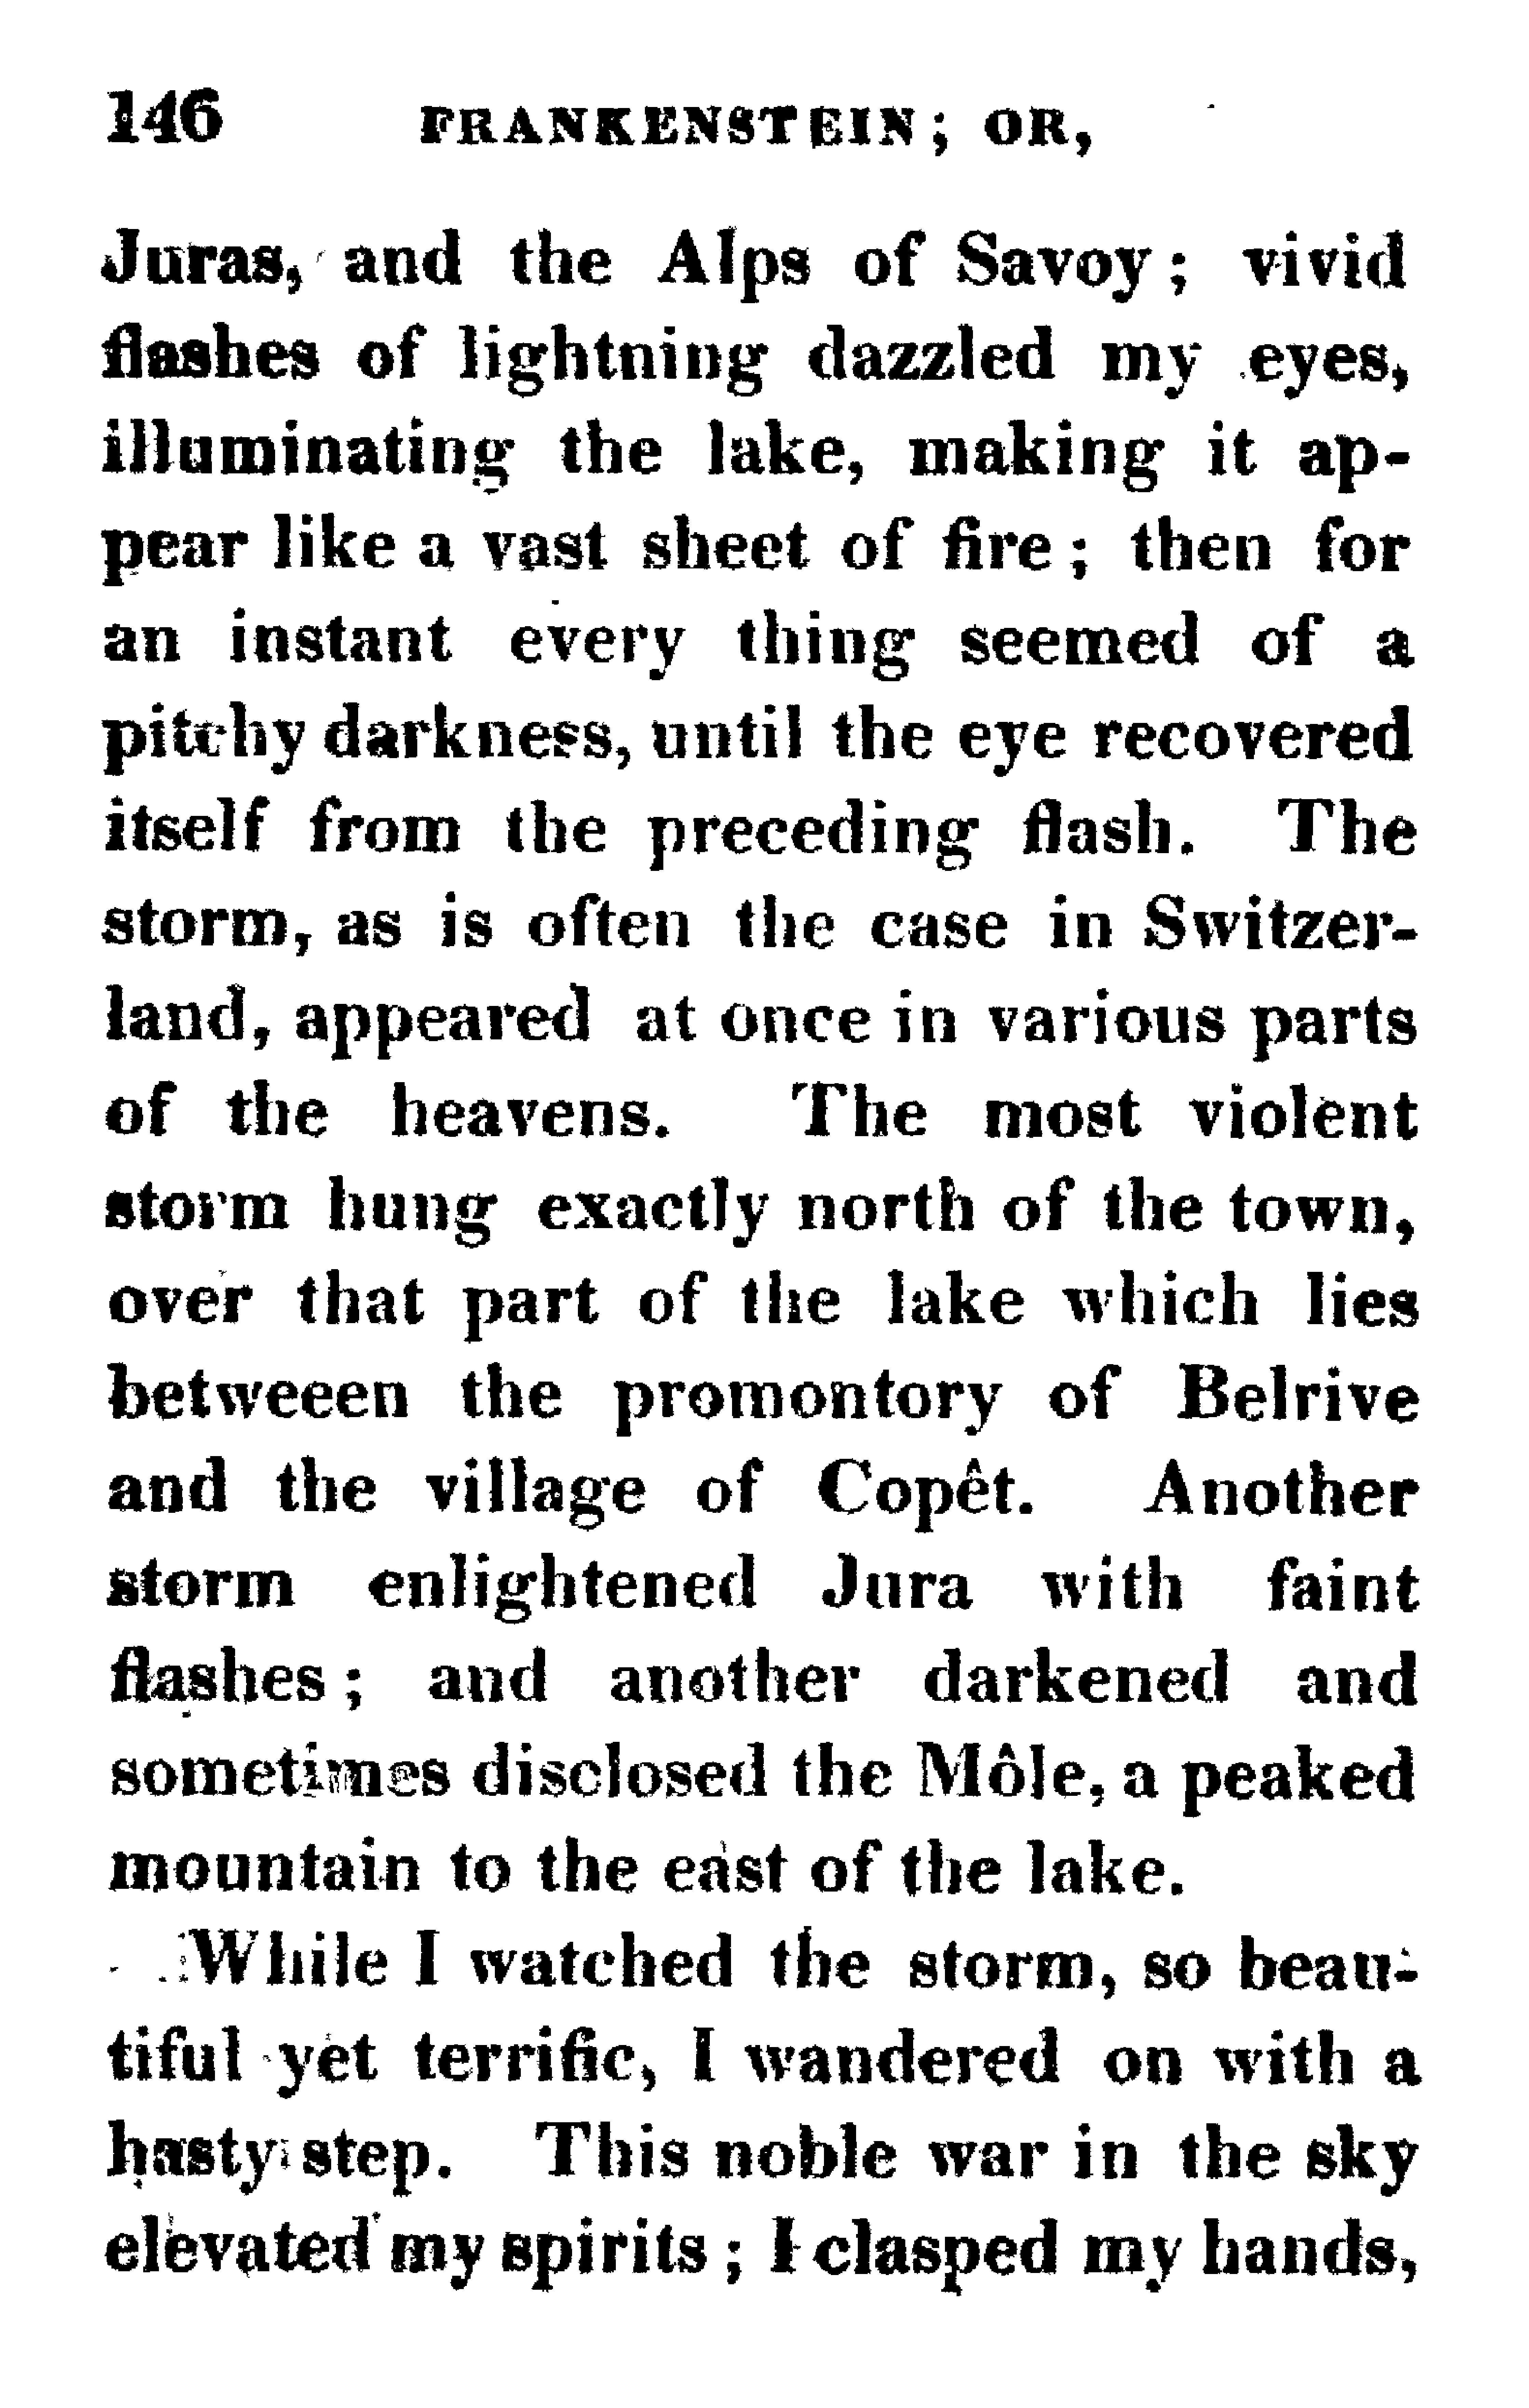 146 FRANKENSTEIN; OR,
Juras, and the Alps of Savoy; vivid
flashes of lightning dazzled my eyes,
illuminating the lake, making it ap-
pear like a vast sheet of fire; then for
an instant every thing seemed of a
pitchy darkness, until the eye recovered
itself from the preceding flash. The
storm, as is often the case in Switzer-
land, appeared at once in various parts
of the heavens. The most violent
storm hung exactly north of the town,
over that part of the lake which lies
betweeen the promontory of Belrive
and the village of Copêt. Another
storm enlightened Jura with faint
flashes; and another darkened and
sometimes disclosed the Môle, a peaked
mountain to the east of the lake.
While I watched the storm, so beau-
tiful yet terrific, I wandered on with a
hasty step. This noble war in the sky
elevated my spirits; I clasped my hands,